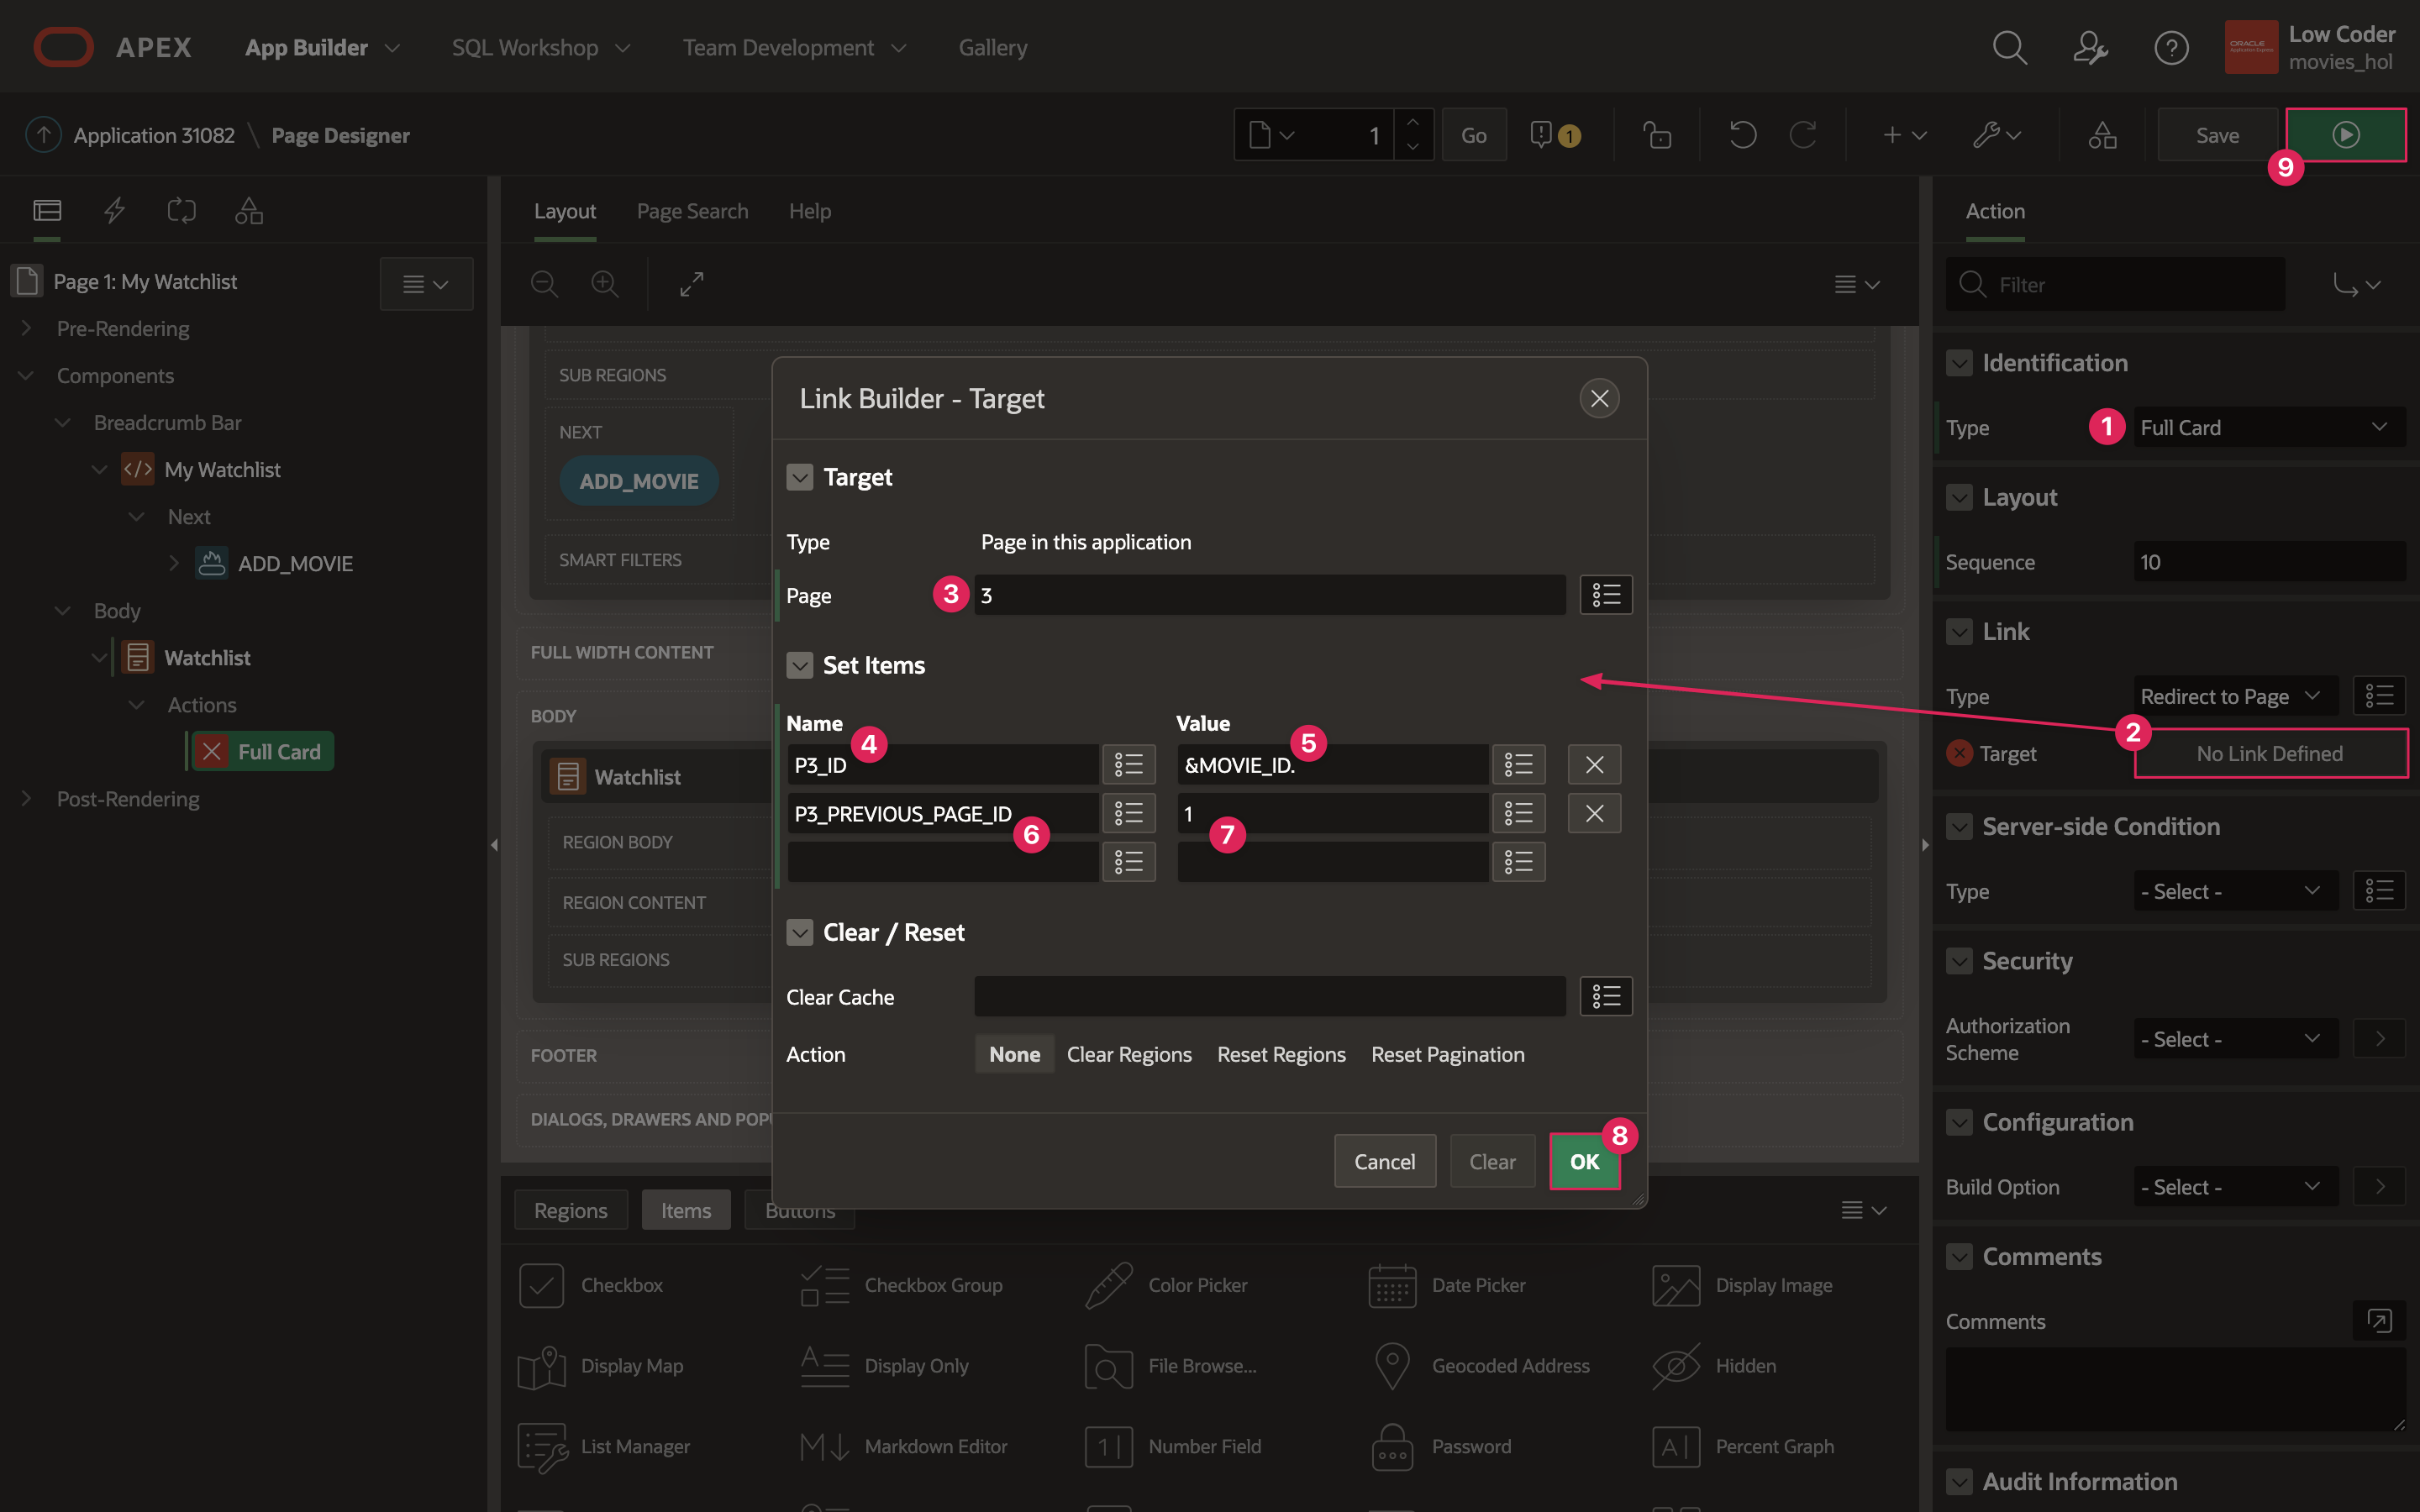 APEX App Builder SQL Workshop Team Development Gallery
ORACLE
Low Coder
movies_hol
Application 31082 \ Page Designer
1 Go 1 Save
9
Page 1: My Watchlist
Pre-Rendering
Components
Breadcrumb Bar
</> My Watchlist
Next
ADD_MOVIE
Body
Watchlist
Actions
Full Card
Post-Rendering
Layout Page Search Help
SUB REGIONS
NEXT
ADD_MOVIE
SMART FILTERS
FULL WIDTH CONTENT
BODY
Watchlist
REGION BODY
REGION CONTENT
SUB REGIONS
FOOTER
DIALOGS, DRAWERS AND POPU
Link Builder - Target
Target
Type Page in this application
Page 3 3
Set Items
Name Value
4 5
P3_ID &MOVIE_ID.
P3_PREVIOUS_PAGE_ID 1
6 7
Clear / Reset
Clear Cache
Action None Clear Regions Reset Regions Reset Pagination
Cancel Clear OK
8
Regions Items Buttons
Checkbox Checkbox Group Color Picker Date Picker Display Image
Display Map Display Only File Browse... Geocoded Address Hidden
List Manager Markdown Editor Number Field Password Percent Graph
Action
Filter
Identification
Type 1 Full Card
Layout
Sequence 10
Link
Type Redirect to Page
2
Target No Link Defined
Server-side Condition
Type - Select -
Security
Authorization
Scheme - Select -
Configuration
Build Option - Select -
Comments
Comments
Audit Information